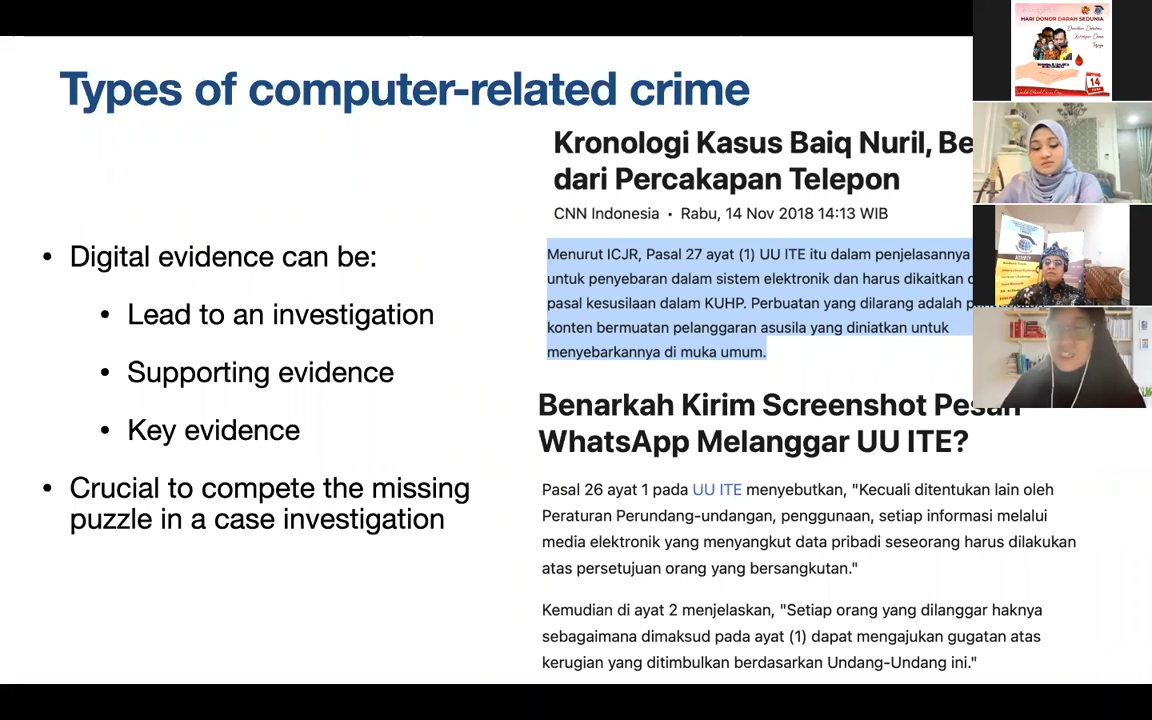 Types of computer-related crime
Digital evidence can be:
Lead to an investigation
Supporting evidence
Key evidence
Crucial to compete the missing
puzzle in a case investigation
Kronologi Kasus Baiq Nuril, Be
dari Percakapan Telepon
CNN Indonesia • Rabu, 14 Nov 2018 14:13 WIB
Menurut ICJR, Pasal 27 ayat (1) UU ITE itu dalam penjelasannya
untuk penyebaran dalam sistem elektronik dan harus dikaitkan
pasal kesusilaan dalam KUHP. Perbuatan yang dilarang adalah
konten bermuatan pelanggaran asusila yang diniatkan untuk
menyebarkannya di muka umum.
Benarkah Kirim Screenshot Pesan
WhatsApp Melanggar UU ITE?
Pasal 26 ayat 1 pada UU ITE menyebutkan, "Kecuali ditentukan lain oleh
Peraturan Perundang-undangan, penggunaan, setiap informasi melalui
media elektronik yang menyangkut data pribadi seseorang harus dilakukan
atas persetujuan orang yang bersangkutan."
Kemudian di ayat 2 menjelaskan, "Setiap orang yang dilanggar haknya
sebagaimana dimaksud pada ayat (1) dapat mengajukan gugatan atas
kerugian yang ditimbulkan berdasarkan Undang-Undang ini."
HARI DONOR DARAH SEDUNIA
14